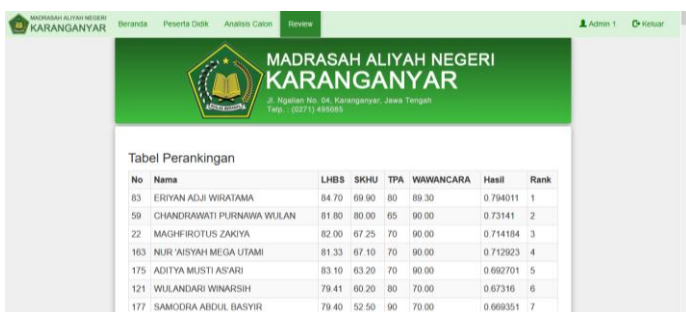 MADRASAH ALIYAH NEGERI
KARANGANYAR
Beranda Peserta Didik Analisis Calon Review Admin 1 Keluar
MADRASAH ALIYAH NEGERI
KARANGANYAR
Jl. Ngalian No. 04, Karanganyar, Jawa Tengah
Telp. : (0271) 495085
Tabel Perankingan
No Nama LHBS SKHU TPA WAWANCARA Hasil Rank
83 ERIYAN ADJI WIRATAMA 84.70 69.90 80 89.30 0.794011 1
59 CHANDRAWATI PURNAWA WULAN 81.80 80.00 65 90.00 0.73141 2
22 MAGHFIROTUS ZAKIYA 82.00 67.25 70 90.00 0.714184 3
163 NUR 'AISYAH MEGA UTAMI 81.33 67.10 70 90.00 0.712923 4
175 ADITYA MUSTI AS'ARI 83.10 63.20 70 90.00 0.692701 5
121 WULANDARI WINARSIH 79.41 60.20 80 70.00 0.67316 6
177 SAMODRA ABDUL BASYIR 79.40 52.50 90 70.00 0.669351 7